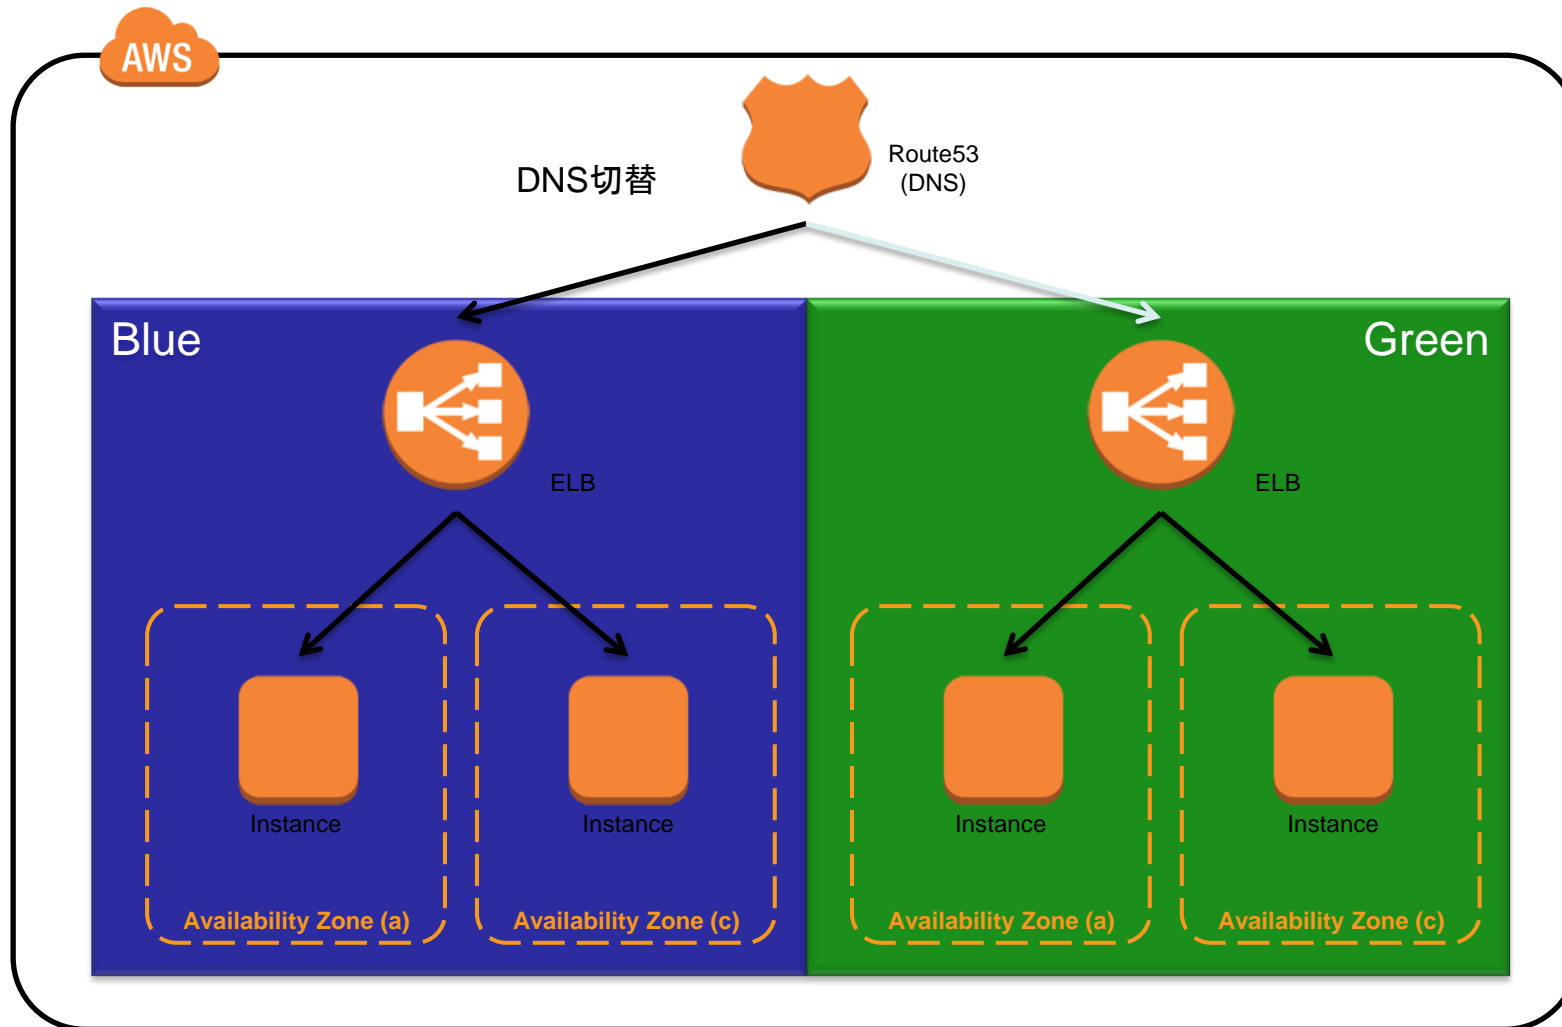 AWS
Route53
(DNS)
DNS切替
Blue
Green
ELB
ELB
Instance
Instance
Instance
Instance
Availability Zone (a)
Availability Zone (c)
Availability Zone (a)
Availability Zone (c)